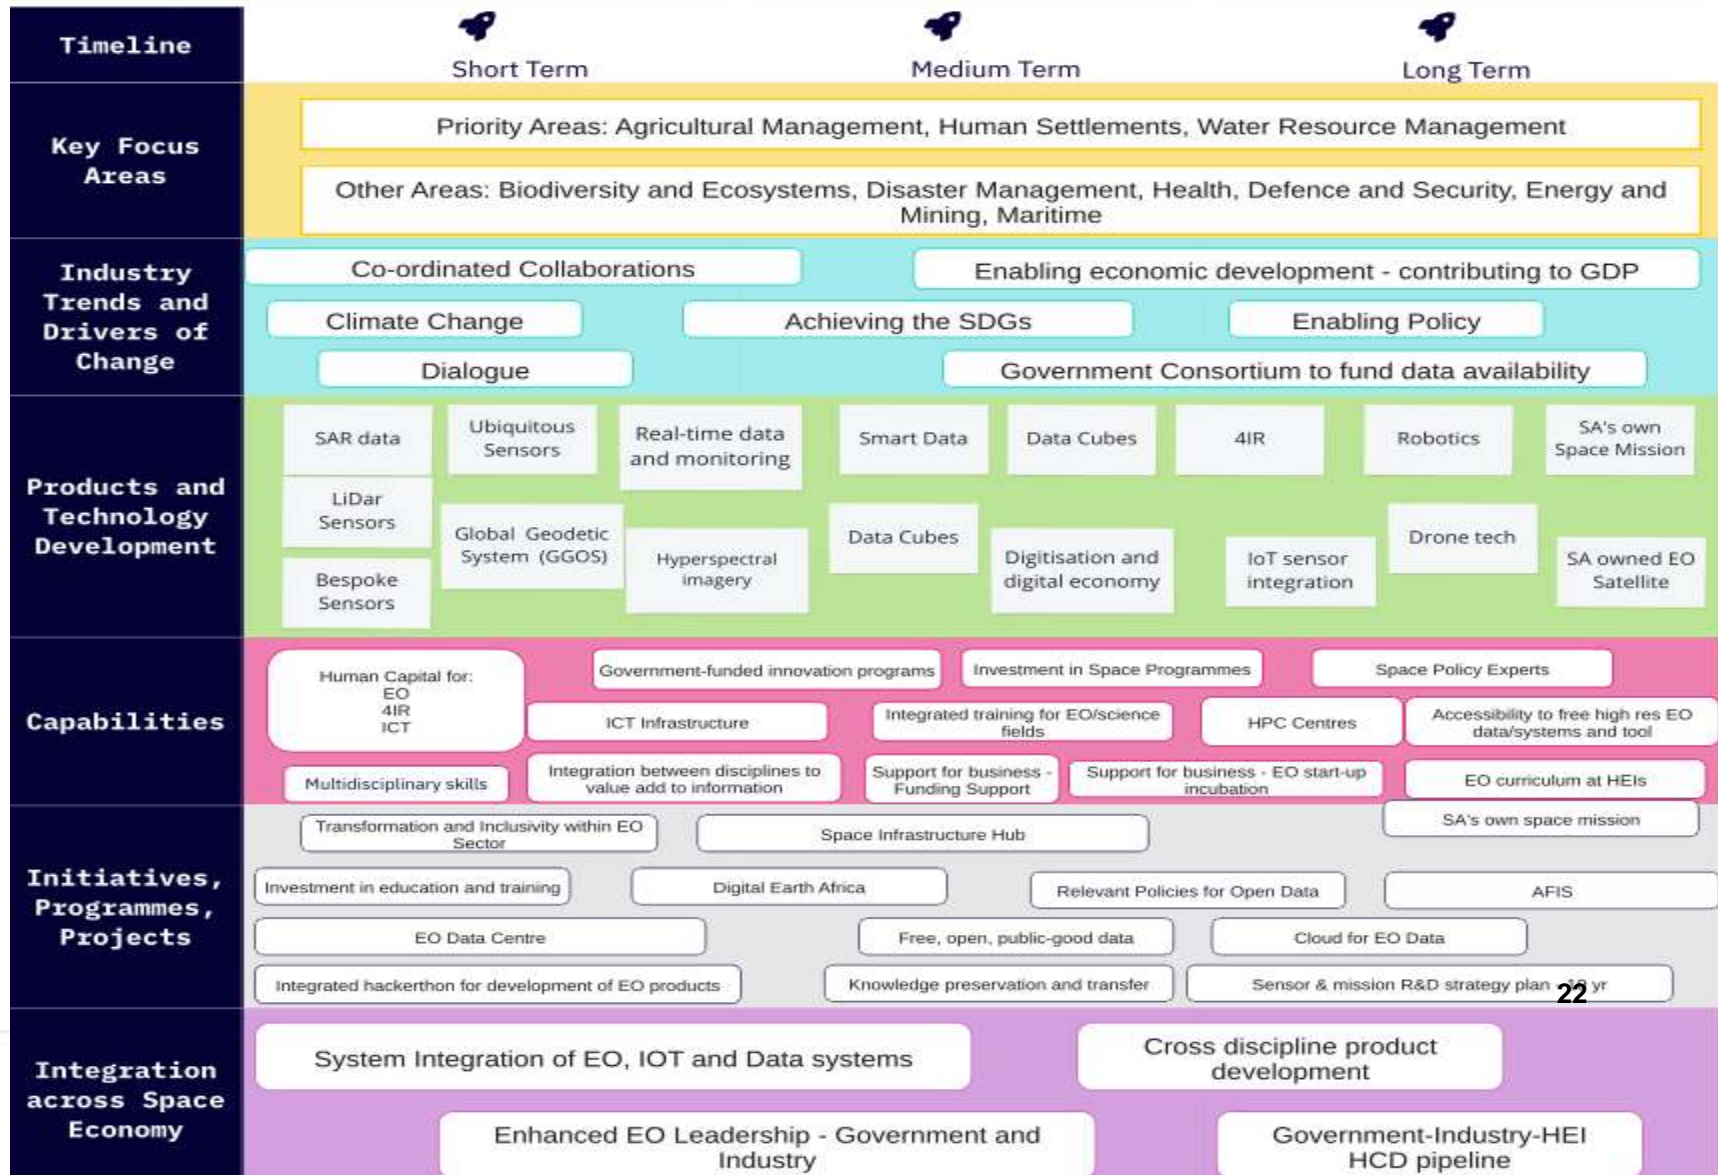 Timeline
Short Term
Medium Term
Long Term
Key Focus
Areas
Priority Areas: Agricultural Management, Human Settlements, Water Resource Management
Other Areas: Biodiversity and Ecosystems, Disaster Management, Health, Defence and Security, Energy and
Mining, Maritime
Industry
Trends and
Drivers of
Change
Co-ordinated Collaborations
Enabling economic development - contributing to GDP
Climate Change
Achieving the SDGs
Enabling Policy
Dialogue
Government Consortium to fund data availability
Products and
Technology
Development
SAR data
Ubiquitous
Sensors
Real-time data
and monitoring
Smart Data
Data Cubes
4IR
Robotics
SA's own
Space Mission
LiDar
Sensors
Global Geodetic
System (GGOS)
Hyperspectral
imagery
Data Cubes
Digitisation and
digital economy
IoT sensor
integration
Drone tech
SA owned EO
Satellite
Bespoke
Sensors
Capabilities
Human Capital for:
EO
4IR
ICT
Government-funded innovation programs
Investment in Space Programmes
Space Policy Experts
ICT Infrastructure
Integrated training for EO/science
fields
HPC Centres
Accessibility to free high res EO
data/systems and tool
Multidisciplinary skills
Integration between disciplines to
value add to information
Support for business -
Funding Support
Support for business - EO start-up
incubation
EO curriculum at HEIs
Initiatives,
Programmes,
Projects
Transformation and Inclusivity within EO
Sector
Space Infrastructure Hub
SA's own space mission
Investment in education and training
Digital Earth Africa
Relevant Policies for Open Data
AFIS
EO Data Centre
Free, open, public-good data
Cloud for EO Data
Integrated hackerthon for development of EO products
Knowledge preservation and transfer
Sensor & mission R&D strategy plan - yr
22
Integration
across Space
Economy
System Integration of EO, IOT and Data systems
Cross discipline product
development
Enhanced EO Leadership - Government and
Industry
Government-Industry-HEI
HCD pipeline